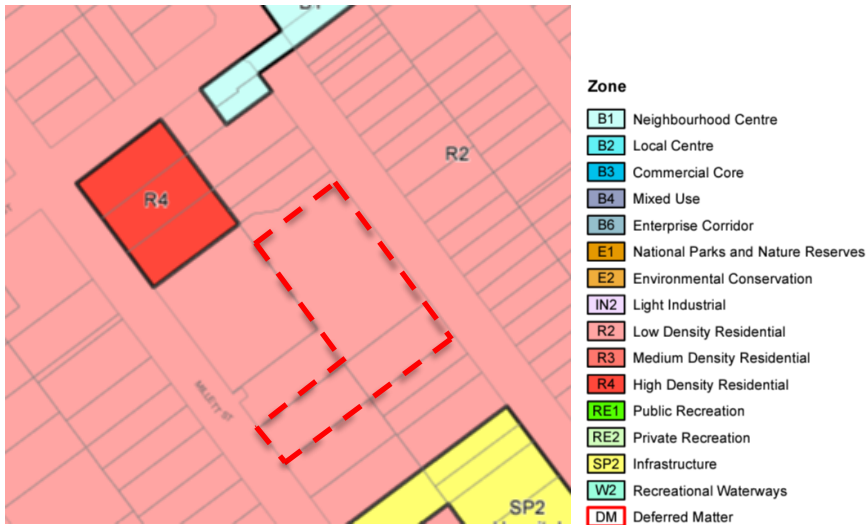 R2
R4
MILLETT ST
SP2
Zone
B1 Neighbourhood Centre
B2 Local Centre
B3 Commercial Core
B4 Mixed Use
B6 Enterprise Corridor
E1 National Parks and Nature Reserves
E2 Environmental Conservation
IN2 Light Industrial
R2 Low Density Residential
R3 Medium Density Residential
R4 High Density Residential
RE1 Public Recreation
RE2 Private Recreation
SP2 Infrastructure
W2 Recreational Waterways
DM Deferred Matter